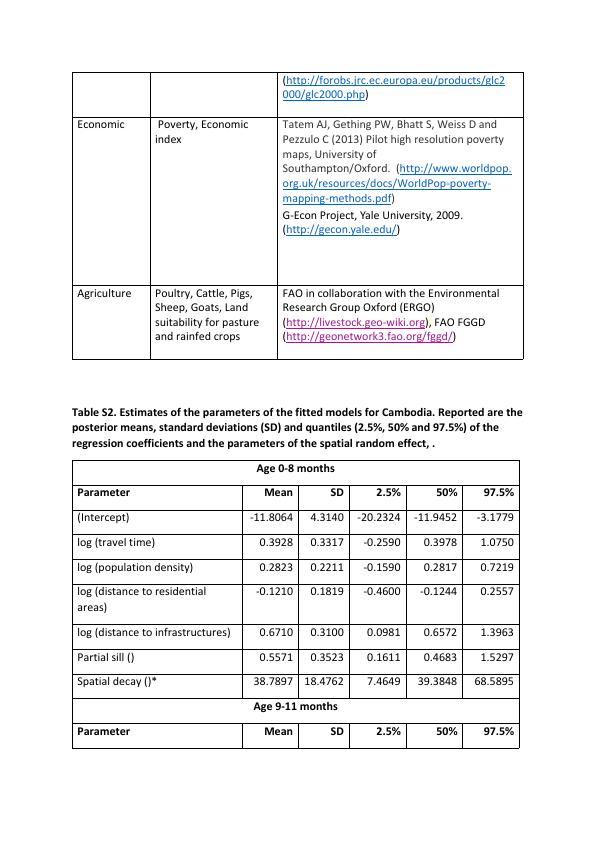 (http://forobs.jrc.ec.europa.eu/products/glc2
000/glc2000.php)
Economic
Poverty, Economic
index
Tatem AJ, Gething PW, Bhatt S, Weiss D and
Pezzulo C (2013) Pilot high resolution poverty
maps, University of
Southampton/Oxford. (http://www.worldpop.
org.uk/resources/docs/WorldPop-poverty-
mapping-methods.pdf)
G-Econ Project, Yale University, 2009.
(http://gecon.yale.edu/)
Agriculture
Poultry, Cattle, Pigs,
Sheep, Goats, Land
suitability for pasture
and rainfed crops
FAO in collaboration with the Environmental
Research Group Oxford (ERGO)
(http://livestock.geo-wiki.org), FAO FGGD
(http://geonetwork3.fao.org/fggd/)
Table S2. Estimates of the parameters of the fitted models for Cambodia. Reported are the
posterior means, standard deviations (SD) and quantiles (2.5%, 50% and 97.5%) of the
regression coefficients and the parameters of the spatial random effect, .
Age 0-8 months
Parameter Mean SD 2.5% 50% 97.5%
(Intercept) -11.8064 4.3140 -20.2324 -11.9452 -3.1779
log (travel time) 0.3928 0.3317 -0.2590 0.3978 1.0750
log (population density) 0.2823 0.2211 -0.1590 0.2817 0.7219
log (distance to residential
areas) -0.1210 0.1819 -0.4600 -0.1244 0.2557
log (distance to infrastructures) 0.6710 0.3100 0.0981 0.6572 1.3963
Partial sill () 0.5571 0.3523 0.1611 0.4683 1.5297
Spatial decay ()* 38.7897 18.4762 7.4649 39.3848 68.5895
Age 9-11 months
Parameter Mean SD 2.5% 50% 97.5%